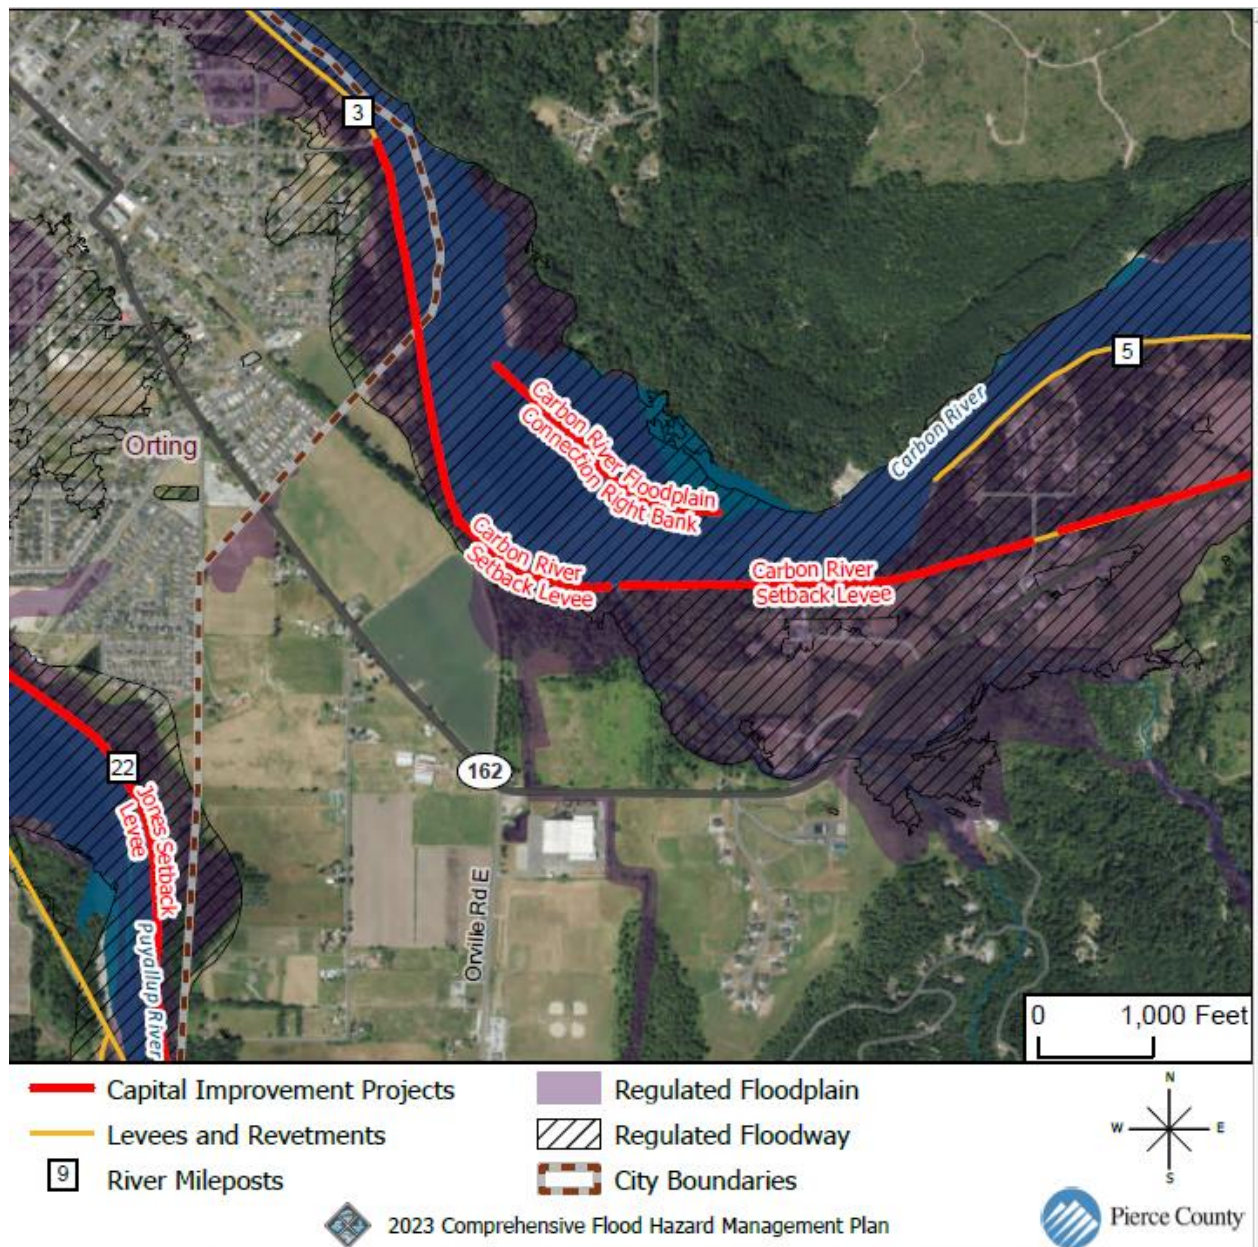 3
5
Carbon River
Carbon River Floodplain
Connection Right Bank
Orting
Carbon River
Setback Levee
Carbon River
Setback Levee
162
22
Jones Setback
Levee
Puyallup River
Orville Rd E
0 1,000 Feet
Capital Improvement Projects
Levees and Revetments
9 River Mileposts
Regulated Floodplain
Regulated Floodway
City Boundaries
N
W E
S
2023 Comprehensive Flood Hazard Management Plan
Pierce County